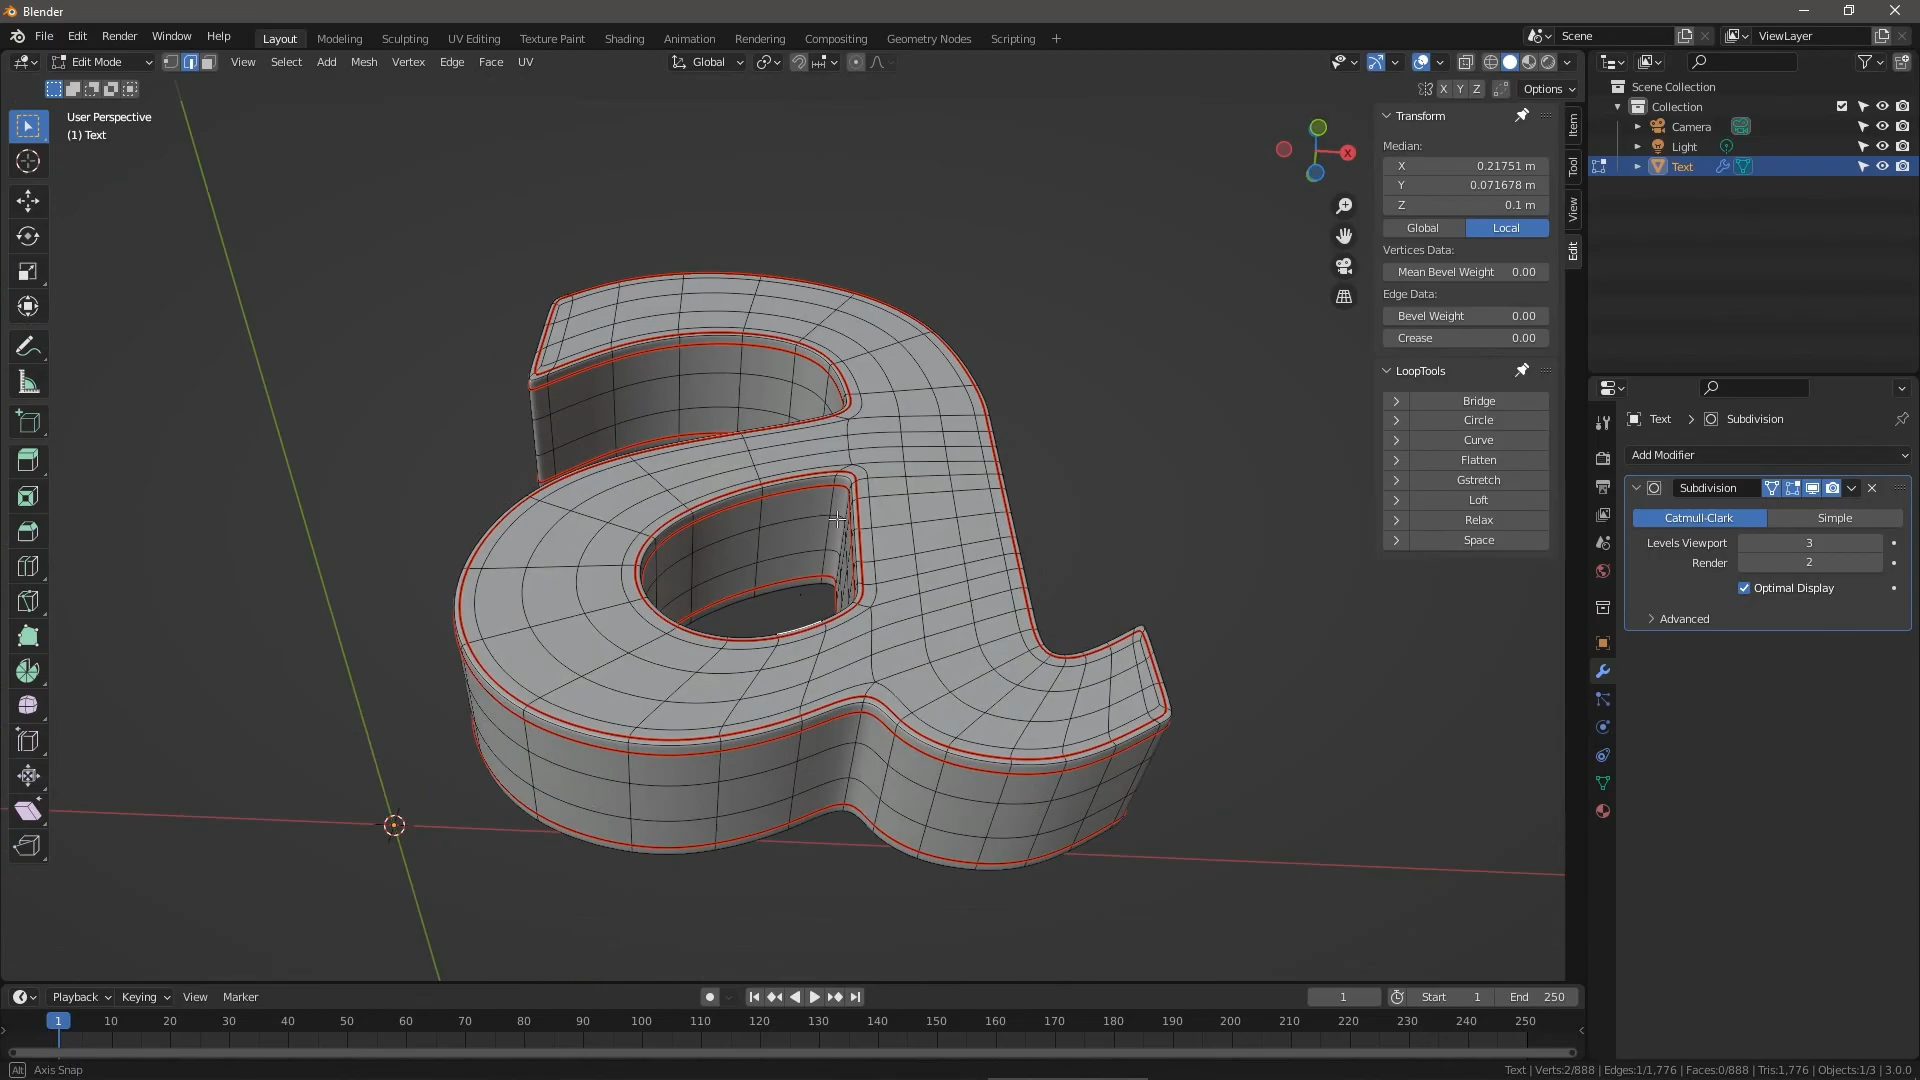 Blender
File Edit Render Window Help
Layout Modeling Sculpting UV Editing Texture Paint Shading Animation Rendering Compositing Geometry Nodes Scripting +
Scene
ViewLayer
Edit Mode
View Select Add Mesh Vertex Edge Face UV
Global
X Y Z
Options
User Perspective
(1) Text
X
Transform
Median:
X 0.21751 m
Y 0.071678 m
Z 0.1 m
Global Local
Vertices Data:
Mean Bevel Weight 0.00
Edge Data:
Bevel Weight 0.00
Crease 0.00
LoopTools
Bridge
Circle
Curve
Flatten
Gstretch
Loft
Relax
Space
Item
Tool
View
Edit
Scene Collection
Collection
Camera
Light
Text
Text Subdivision
Add Modifier
Subdivision
Catmull-Clark Simple
Levels Viewport 3
Render 2
Optimal Display
Advanced
Playback Keying View Marker
1
Start 1
End 250
1 10 20 30 40 50 60 70 80 90 100 110 120 130 140 150 160 170 180 190 200 210 220 230 240 250
Alt Axis Snap
Text | Verts:2/888 | Edges:1/1,776 | Faces:0/888 | Tris:1,776 | Objects:1/3 | 3.0.0